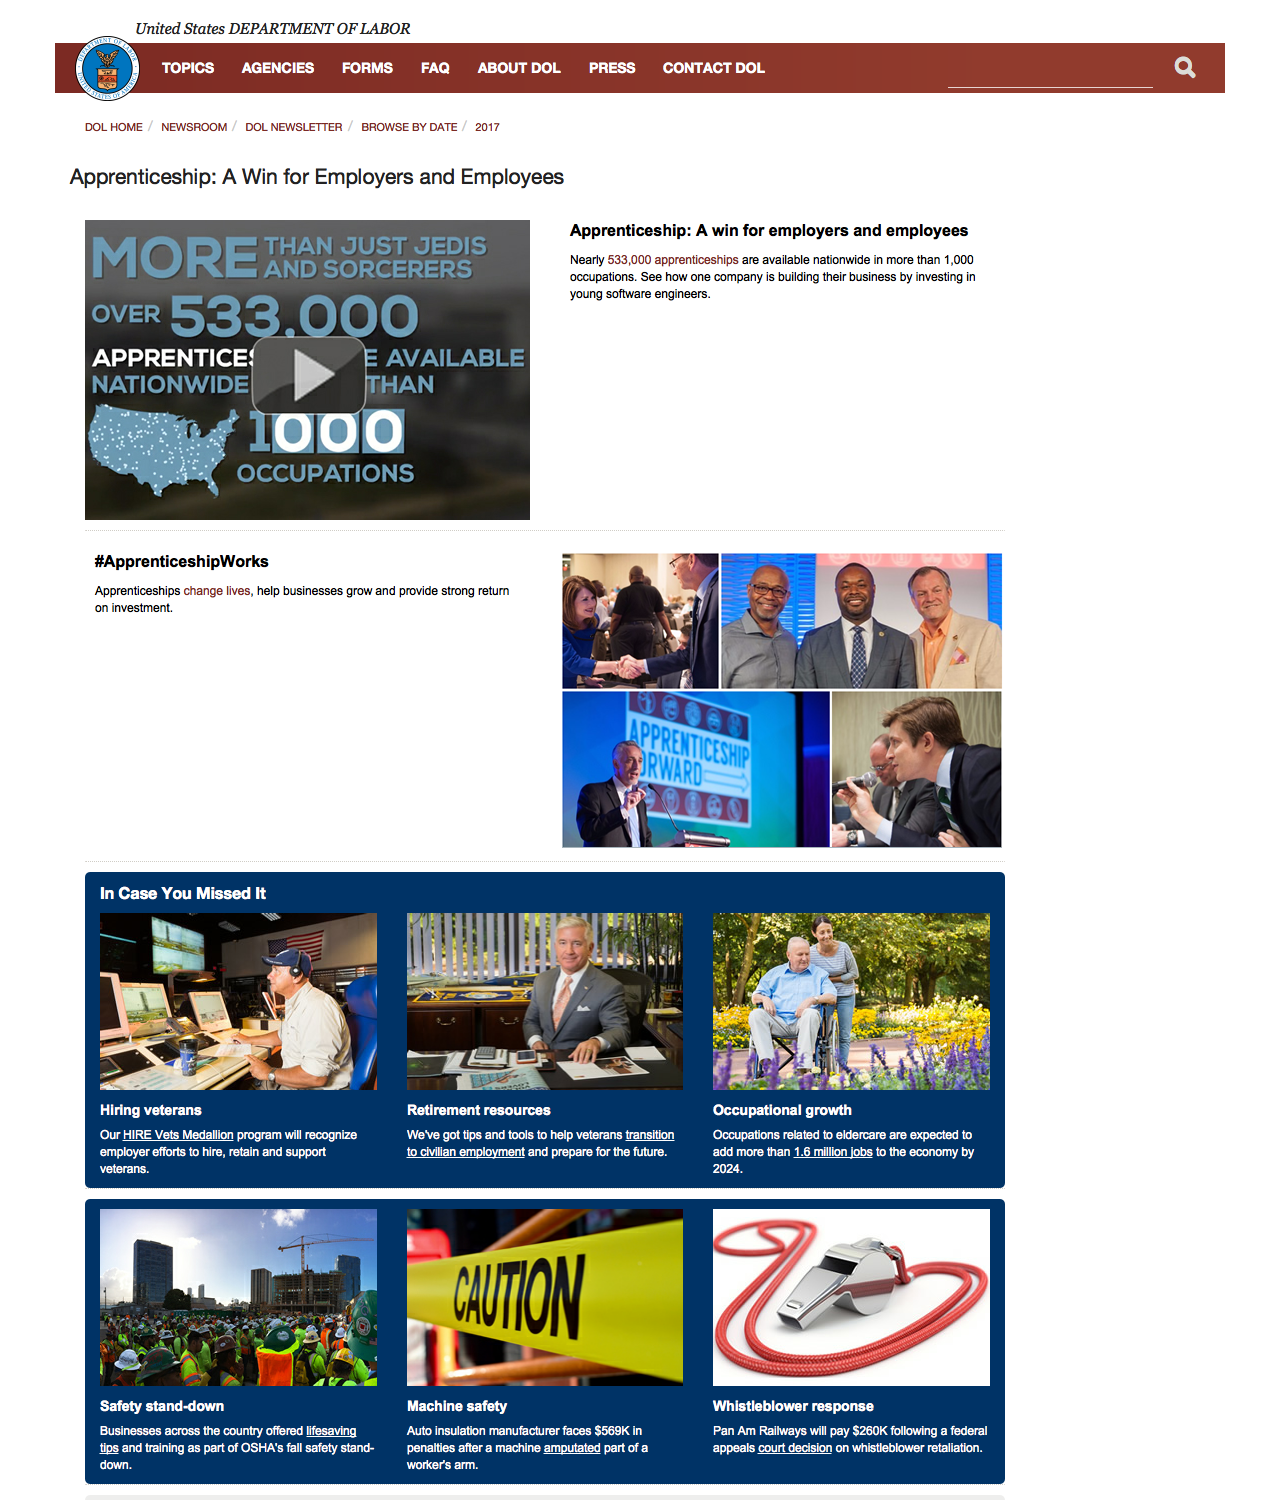 United States DEPARTMENT OF LABOR
TOPICS AGENCIES FORMS FAQ ABOUT DOL PRESS CONTACT DOL
DOL HOME / NEWSROOM / DOL NEWSLETTER / BROWSE BY DATE / 2017
Apprenticeship: A Win for Employers and Employees
MORE THAN JUST JEDIS
AND SORCERERS
OVER 533,000
AVAILABLE
NATIONWIDE THAN
1000
OCCUPATIONS
Apprenticeship: A win for employers and employees
Nearly 533,000 apprenticeships are available nationwide in more than 1,000
occupations. See how one company is building their business by investing in
young software engineers.
#ApprenticeshipWorks
Apprenticeships change lives, help businesses grow and provide strong return
on investment.
APPRENTICESHIP
In Case You Missed It
Hiring veterans
Our HIRE Vets Medallion program will recognize
employer efforts to hire, retain and support
veterans.
Retirement resources
We've got tips and tools to help veterans transition
to civilian employment and prepare for the future.
Occupational growth
Occupations related to eldercare are expected to
add more than 1.6 million jobs to the economy by
2024.
CAUTION
Safety stand-down
Businesses across the country offered lifesaving
tips and training as part of OSHA's fall safety stand-
down.
Machine safety
Auto insulation manufacturer faces $569K in
penalties after a machine amputated part of a
worker's arm.
Whistleblower response
Pan Am Railways will pay $260K following a federal
appeals court decision on whistleblower retaliation.